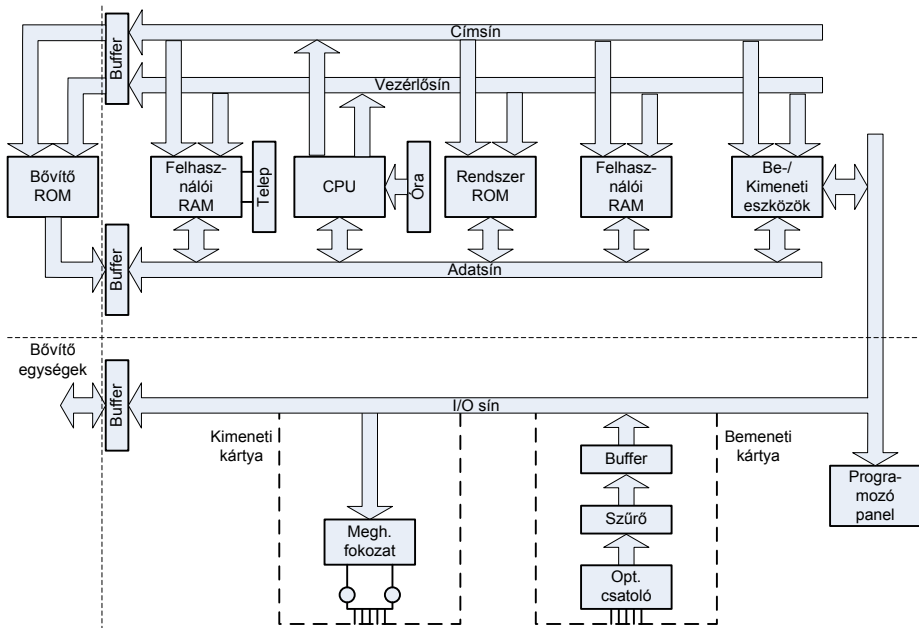 Címsín
Buffer
Vezérlősín
Bővítő
ROM
Felhasz-
nálói
RAM
Telep
CPU
Óra
Rendszer
ROM
Felhasz-
nálói
RAM
Be-/
Kimeneti
eszközök
Buffer
Adatsín
Bővítő
egységek
Buffer
I/O sín
Kimeneti
kártya
Bemeneti
kártya
Buffer
Progra-
mozó
panel
Szűrő
Megh.
fokozat
Opt.
csatoló